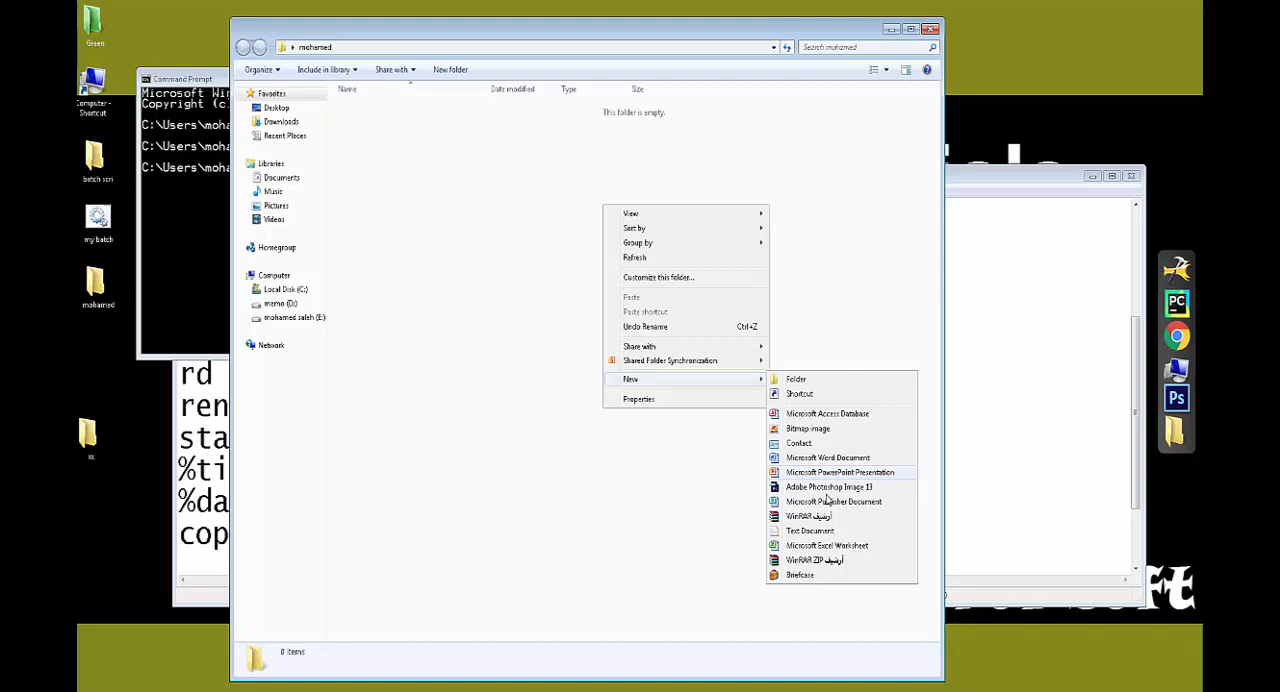 Green
Computer -
Shortcut
batch scri
my batch
mohamed
xx
Command Prompt
Microsoft Win
Copyright (c.
C:\Users\moha
C:\Users\moha
C:\Users\moha
rd
ren
sta
%ti
%da
cop
mohamed
Search mohamed
Organize
Include in library
Share with
New folder
Name
Date modified
Type
Size
This folder is empty.
Favorites
Desktop
Downloads
Recent Places
Libraries
Documents
Music
Pictures
Videos
Homegroup
Computer
Local Disk (C:)
memo (D:)
mohamed saleh (E:)
Network
View
Sort by
Group by
Refresh
Customize this folder...
Paste
Paste shortcut
Undo Rename Ctrl+Z
Share with
Shared Folder Synchronization
New
Properties
Folder
Shortcut
Microsoft Access Database
Bitmap image
Contact
Microsoft Word Document
Microsoft PowerPoint Presentation
Adobe Photoshop Image 13
Microsoft Publisher Document
WinRAR أرشيف
Text Document
Microsoft Excel Worksheet
WinRAR ZIP أرشيف
Briefcase
0 items
PC
Ps